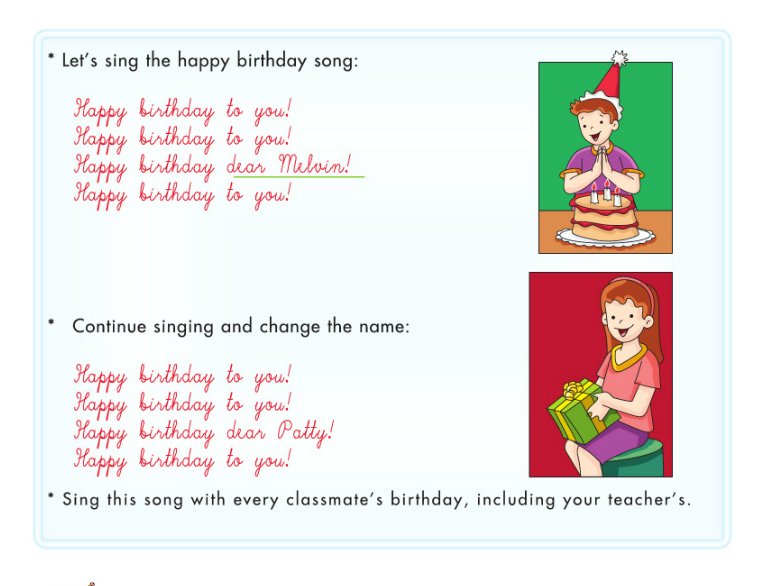 * Let's sing the happy birthday song:
Happy birthday to you!
Happy birthday to you!
Happy birthday dear Melvin!
Happy birthday to you!
* Continue singing and change the name:
Happy birthday to you!
Happy birthday to you!
Happy birthday dear Patty!
Happy birthday to you!
* Sing this song with every classmate's birthday, including your teacher's.